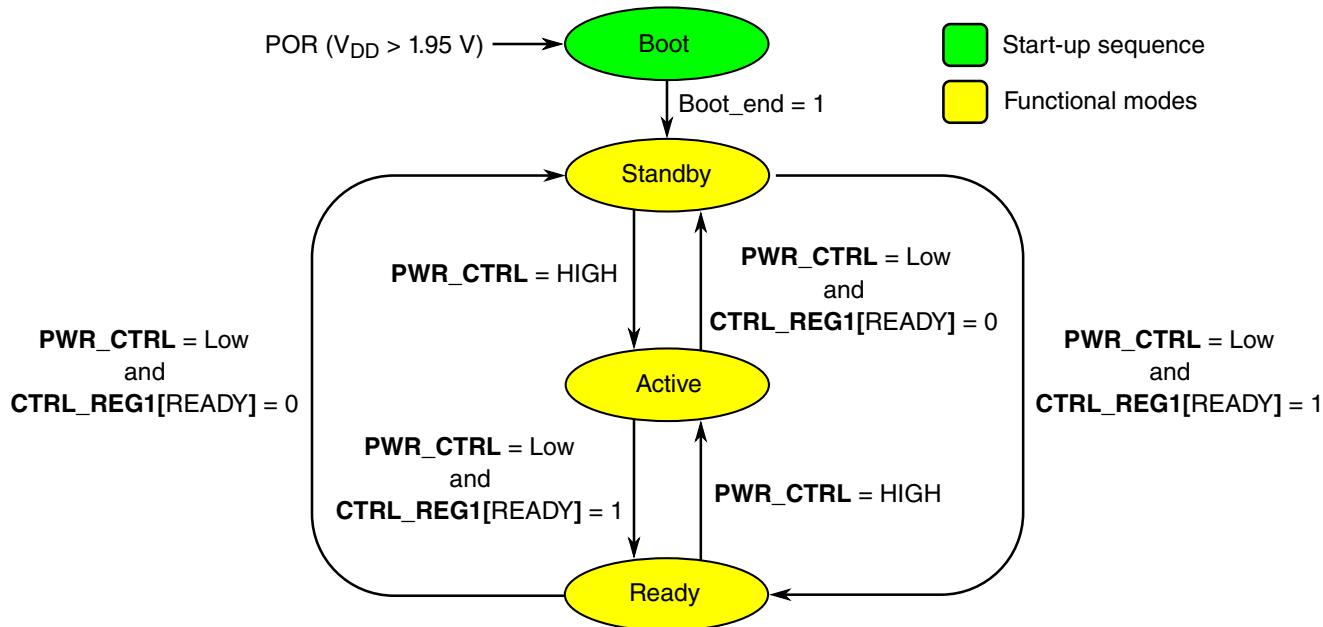 POR (VDD > 1.95 V)
Boot
Start-up sequence
Functional modes
Boot_end = 1
Standby
PWR_CTRL = HIGH
PWR_CTRL = Low
and
CTRL_REG1[READY] = 0
PWR_CTRL = Low
and
CTRL_REG1[READY] = 0
PWR_CTRL = Low
and
CTRL_REG1[READY] = 1
Active
PWR_CTRL = Low
and
CTRL_REG1[READY] = 1
PWR_CTRL = HIGH
Ready